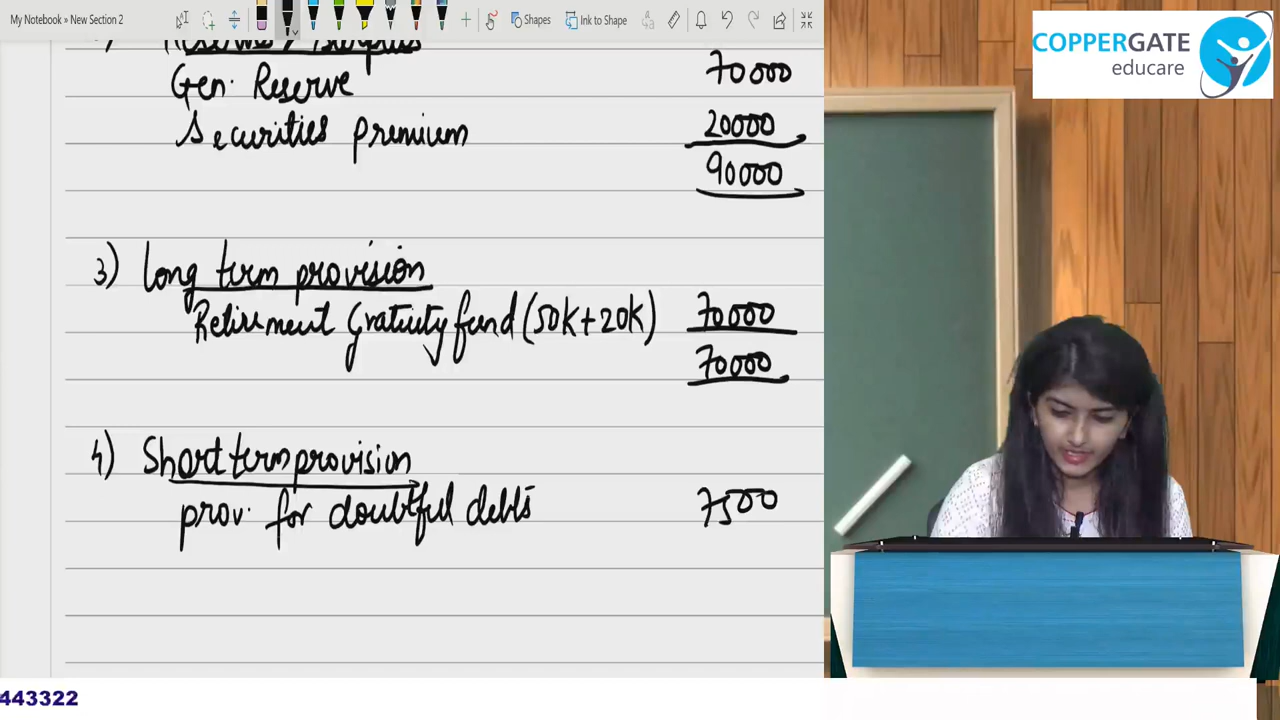 My Notebook » New Section 2
Shapes
Ink to Shape
COPPERGATE
educare
Reserves / Surplus
Gen. Reserve 70000
Securities premium 20000
90000
3) Long term provision
Retirement Gratuity fund (50K+20K) 70000
70000
4) Short term provision
prov. for doubtful debts 7500
443322